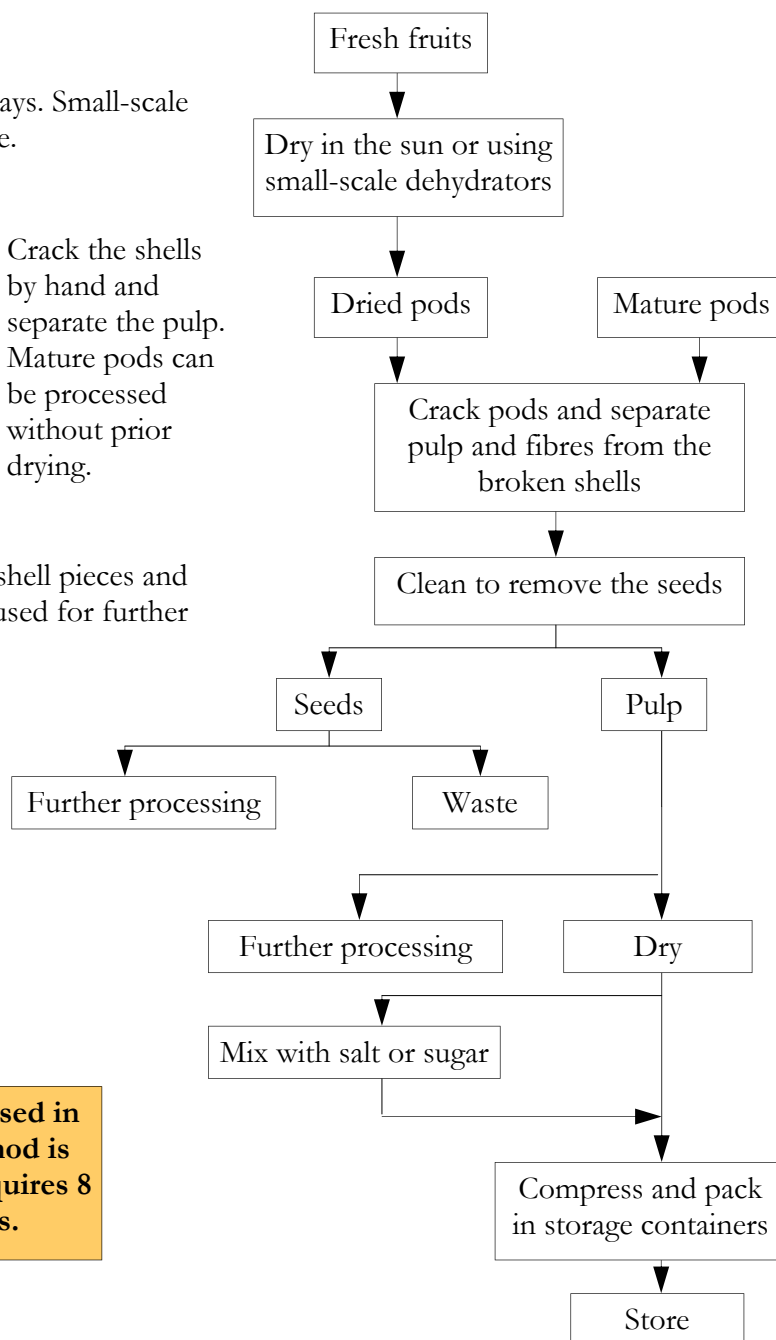 Fresh fruits
ays. Small-scale
e.
Dry in the sun or using
small-scale dehydrators
Crack the shells
by hand and
separate the pulp.
Mature pods can
be processed
without prior
drying.
Dried pods
Mature pods
Crack pods and separate
pulp and fibres from the
broken shells
shell pieces and
used for further
Clean to remove the seeds
Seeds
Pulp
Further processing
Waste
Further processing
Dry
Mix with salt or sugar
sed in
nod is
quires 8
s.
Compress and pack
in storage containers
Store